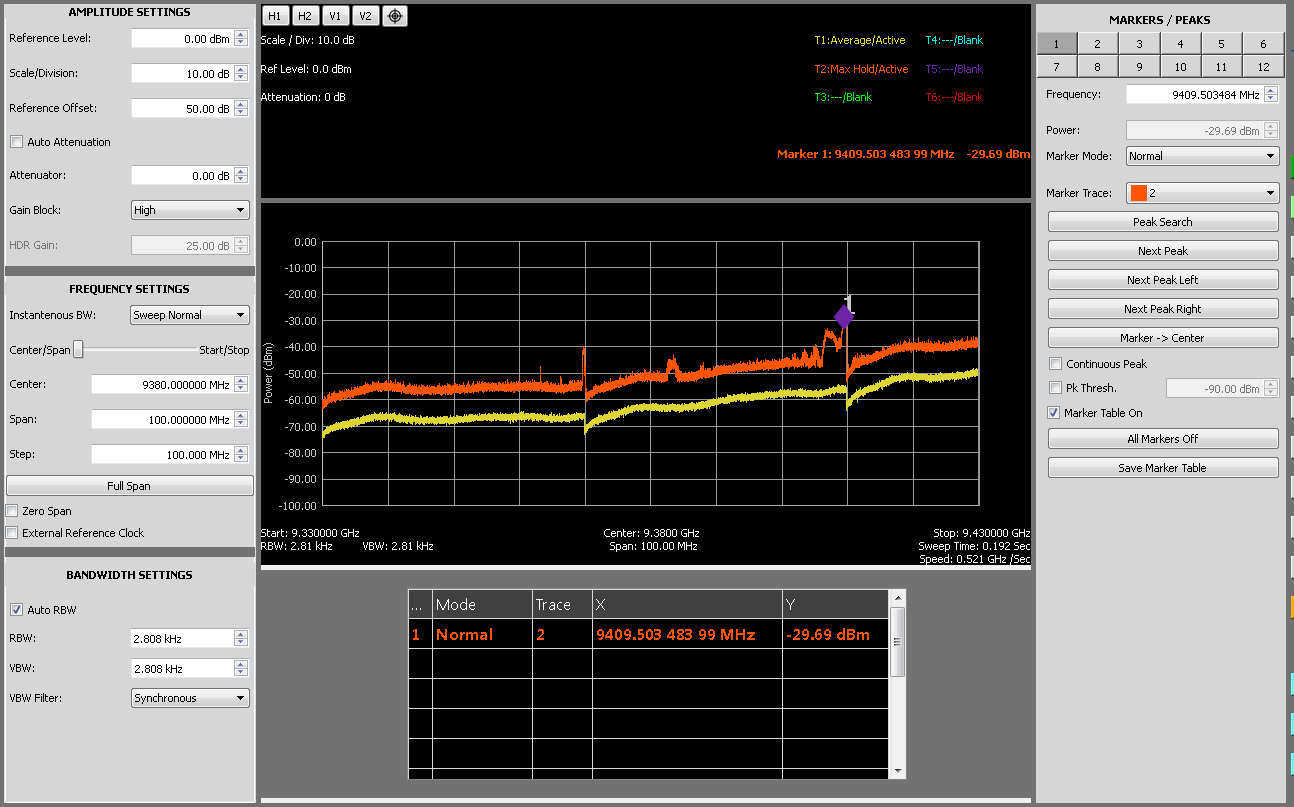 AMPLITUDE SETTINGS
Reference Level: 0.00 dBm
Scale/Division: 10.00 dB
Reference Offset: 50.00 dB
Auto Attenuation
Attenuator: 0.00 dB
Gain Block: High
HDR Gain: 25.00 dB
FREQUENCY SETTINGS
Instantenous BW: Sweep Normal
Center/Span Start/Stop
Center: 9380.000000 MHz
Span: 100.000000 MHz
Step: 100.000 MHz
Full Span
Zero Span
External Reference Clock
BANDWIDTH SETTINGS
Auto RBW
RBW: 2.808 kHz
VBW: 2.808 kHz
VBW Filter: Synchronous
H1 H2 V1 V2
Scale / Div: 10.0 dB
Ref Level: 0.0 dBm
Attenuation: 0 dB
T1:Average/Active T4:---/Blank
T2:Max Hold/Active T5:---/Blank
T3:---/Blank T6:---/Blank
Marker 1: 9409.503 483 99 MHz -29.69 dBm
Power (dBm)
0.00
-10.00
-20.00
-30.00
-40.00
-50.00
-60.00
-70.00
-80.00
-90.00
-100.00
1
Start: 9.330000 GHz Center: 9.3800 GHz Stop: 9.430000 GHz
RBW: 2.81 kHz VBW: 2.81 kHz Span: 100.00 MHz Sweep Time: 0.192 Sec
Speed: 0.521 GHz /Sec
... Mode Trace X Y
1 Normal 2 9409.503 483 99 MHz -29.69 dBm
MARKERS / PEAKS
1 2 3 4 5 6
7 8 9 10 11 12
Frequency: 9409.503484 MHz
Power: -29.69 dBm
Marker Mode: Normal
Marker Trace: 2
Peak Search
Next Peak
Next Peak Left
Next Peak Right
Marker -> Center
Continuous Peak
Pk Thresh. -90.00 dBm
Marker Table On
All Markers Off
Save Marker Table